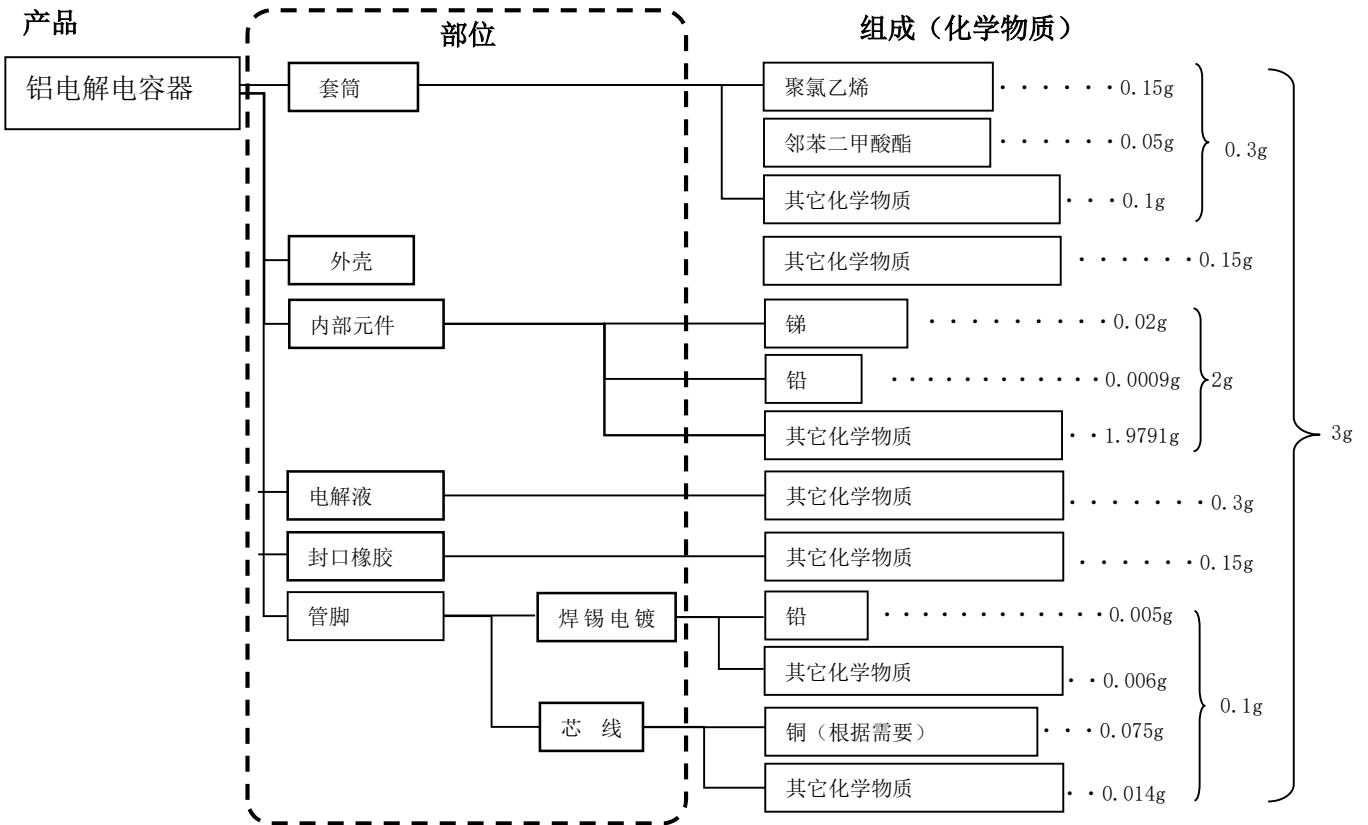 产品
部位
组成（化学物质）
铝电解电容器
套筒
聚氯乙烯
······0.15g
邻苯二甲酸酯
······0.05g
0.3g
其它化学物质
···0.1g
外壳
其它化学物质
······0.15g
内部元件
锑
··········0.02g
铅
············0.0009g
2g
其它化学物质
··1.9791g
3g
电解液
其它化学物质
········0.3g
封口橡胶
其它化学物质
······0.15g
管脚
焊锡电镀
铅
············0.005g
其它化学物质
··0.006g
0.1g
芯 线
铜（根据需要）
···0.075g
其它化学物质
··0.014g